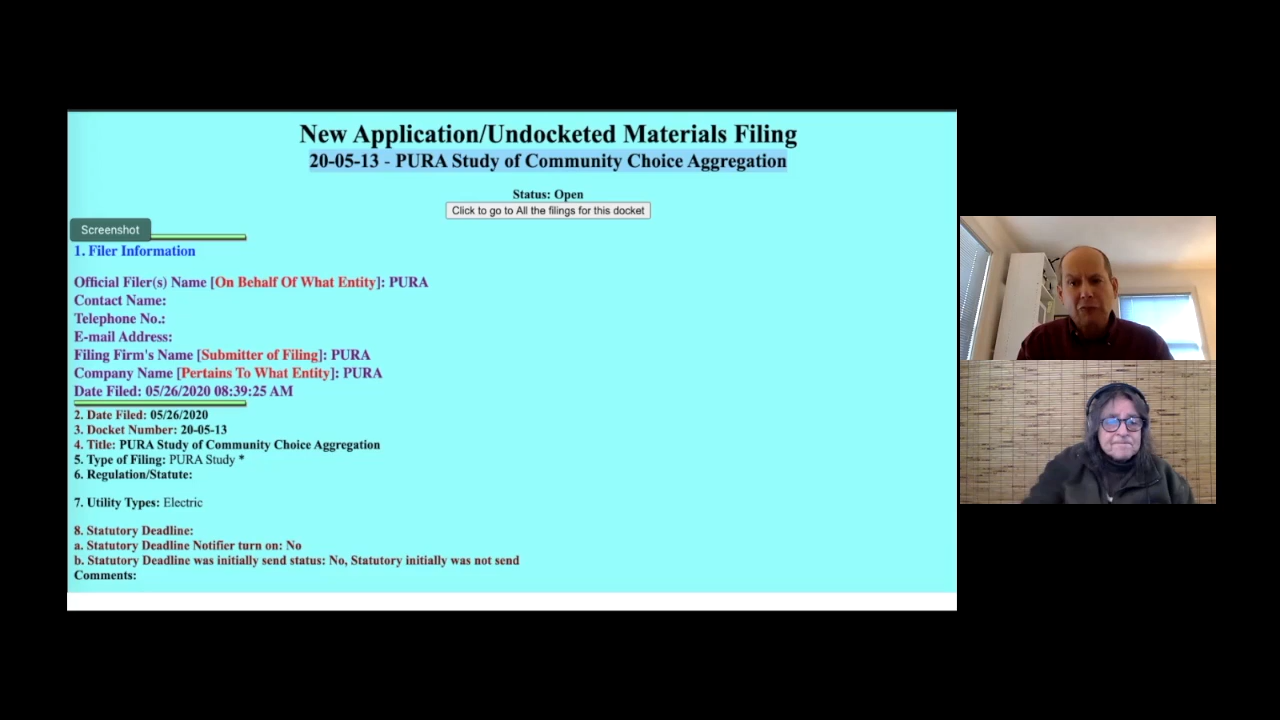 New Application/Undocketed Materials Filing
20-05-13 - PURA Study of Community Choice Aggregation
Status: Open
Click to go to All the filings for this docket
Screenshot
1. Filer Information
Official Filer(s) Name [On Behalf Of What Entity]: PURA
Contact Name:
Telephone No.:
E-mail Address:
Filing Firm's Name [Submitter of Filing]: PURA
Company Name [Pertains To What Entity]: PURA
Date Filed: 05/26/2020 08:39:25 AM
2. Date Filed: 05/26/2020
3. Docket Number: 20-05-13
4. Title: PURA Study of Community Choice Aggregation
5. Type of Filing: PURA Study *
6. Regulation/Statute:
7. Utility Types: Electric
8. Statutory Deadline:
a. Statutory Deadline Notifier turn on: No
b. Statutory Deadline was initially send status: No, Statutory initially was not send
Comments: